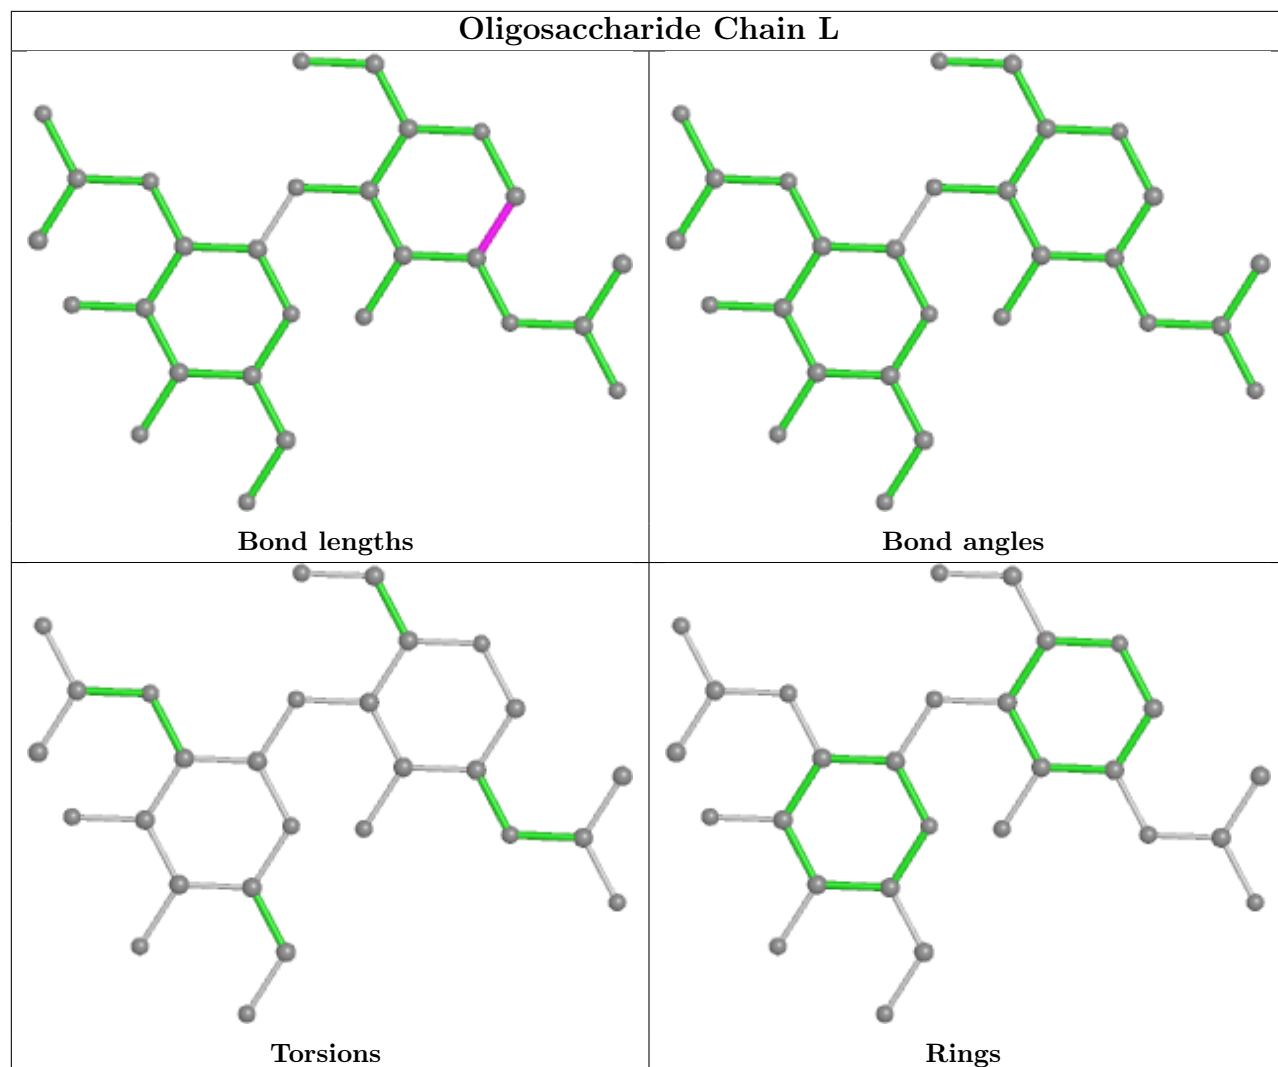 Oligosaccharide Chain L
Bond lengths
Bond angles
Torsions
Rings